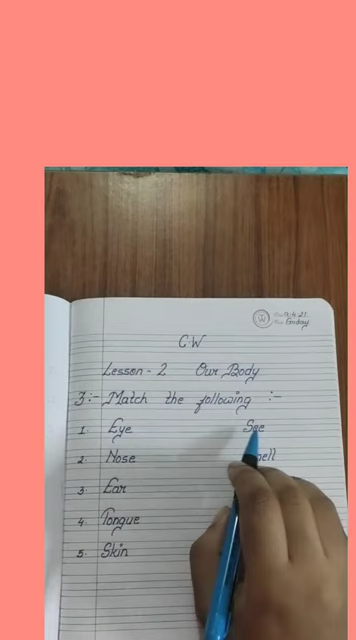 C.W
Lesson - 2 Our Body
3:- Match the following :-
1. Eye See
2. Nose
3. Ear
4. Tongue
5. Skin